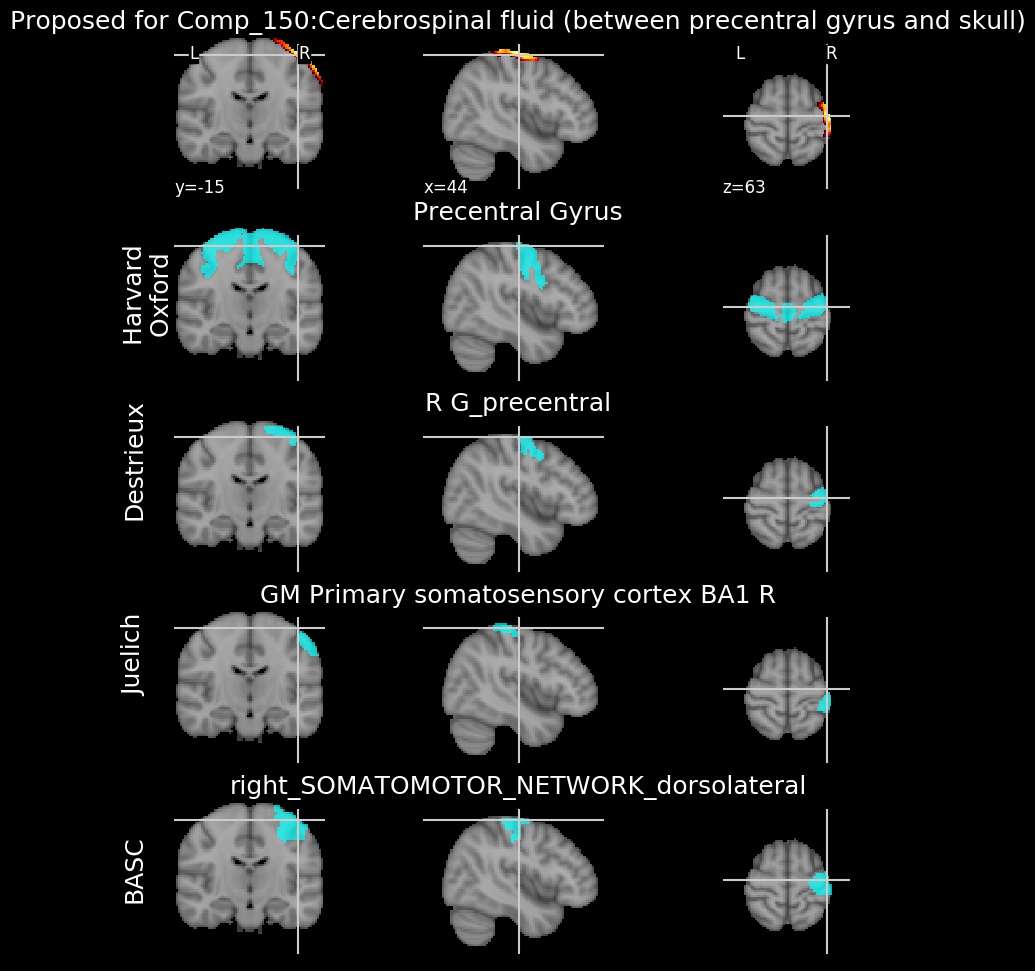 Proposed for Comp_150:Cerebrospinal fluid (between precentral gyrus and skull)
L R L R
y=-15 x=44 z=63
Precentral Gyrus
Harvard
Oxford
R G_precentral
Destrieux
GM Primary somatosensory cortex BA1 R
Juelich
right_SOMATOMOTOR_NETWORK_dorsolateral
BASC